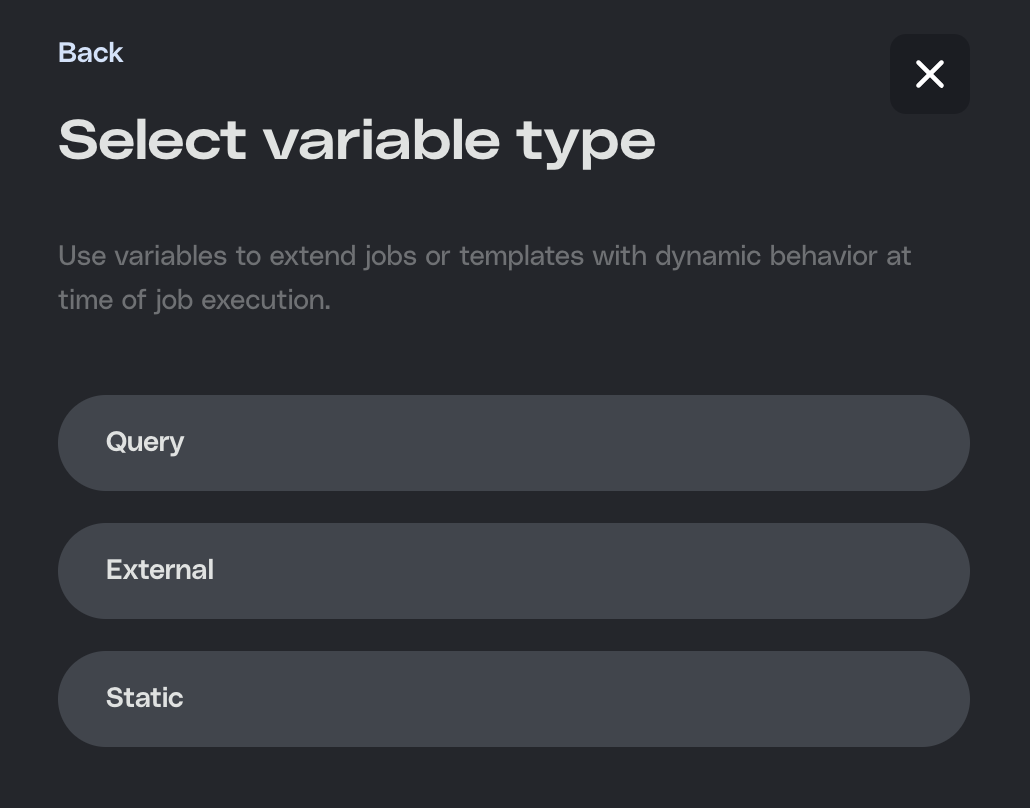 Back
Select variable type
Use variables to extend jobs or templates with dynamic behavior at
time of job execution.
Query
External
Static